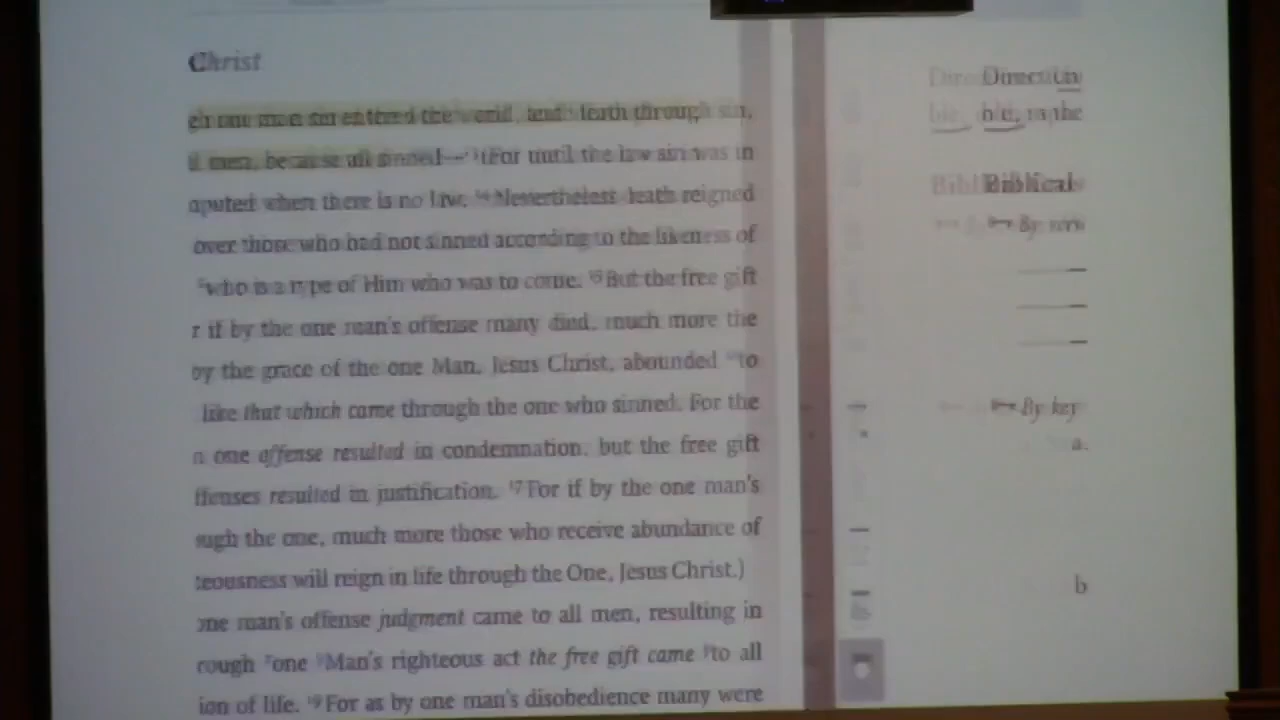 Christ
one man sin entered the world, and death through sin,
men, because all sinned— 13(For until the law sin was in
when there is no law. 14Nevertheless death reigned
over those who had not sinned according to the likeness of
who is a type of Him who was to come. 15But the free gift
r if by the one man's offense many died, much more the
by the grace of the one Man, Jesus Christ, abounded to
like that which came through the one who sinned. For the
one offense resulted in condemnation, but the free gift
ffenses resulted in justification. 17For if by the one man's
ough the one, much more those who receive abundance of
teousness will reign in life through the One, Jesus Christ.)
one man's offense judgment came to all men, resulting in
rough one Man's righteous act the free gift came to all
ion of life. 19For as by one man's disobedience many were
Biblical
By
By key
a.
b